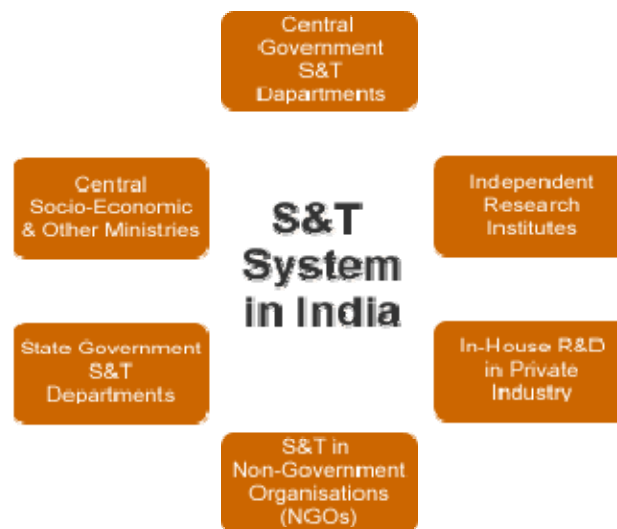 Central
Government
S&T
Dapartments
Central
Socio-Economic
& Other Ministries
S&T
System
in India
Independent
Research
Institutes
State Government
S&T
Departments
In-House R&D
in Private
Industry
S&T in
Non-Government
Organisations
(NGOs)